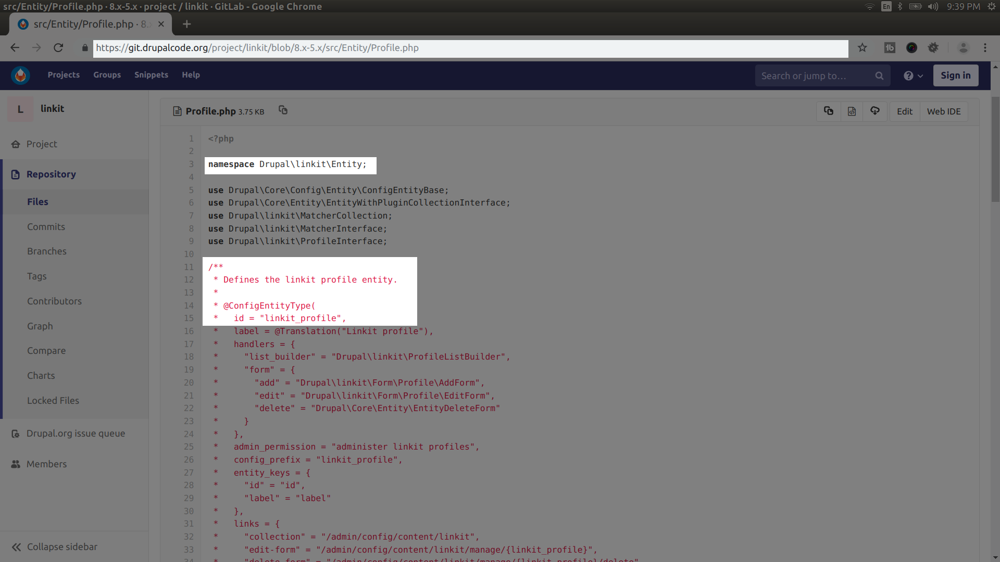 src/Entity/Profile.php · 8.x-5.x · project / linkit · GitLab - Google Chrome
En
9:39 PM
src/Entity/Profile.php · 8.x
https://git.drupalcode.org/project/linkit/blob/8.x-5.x/src/Entity/Profile.php
Projects Groups Snippets Help
Search or jump to…
Sign in
L linkit
Project
Repository
Files
Commits
Branches
Tags
Contributors
Graph
Compare
Charts
Locked Files
Drupal.org issue queue
Members
Collapse sidebar
Profile.php 3.75 KB
Edit Web IDE
1 <?php
2
3 namespace Drupal\linkit\Entity;
4
5 use Drupal\Core\Config\Entity\ConfigEntityBase;
6 use Drupal\Core\Entity\EntityWithPluginCollectionInterface;
7 use Drupal\linkit\MatcherCollection;
8 use Drupal\linkit\MatcherInterface;
9 use Drupal\linkit\ProfileInterface;
10
11 /**
12  * Defines the linkit profile entity.
13  *
14  * @ConfigEntityType(
15  *   id = "linkit_profile",
16  *   label = @Translation("Linkit profile"),
17  *   handlers = {
18  *     "list_builder" = "Drupal\linkit\ProfileListBuilder",
19  *     "form" = {
20  *       "add" = "Drupal\linkit\Form\Profile\AddForm",
21  *       "edit" = "Drupal\linkit\Form\Profile\EditForm",
22  *       "delete" = "Drupal\Core\Entity\EntityDeleteForm"
23  *     }
24  *   },
25  *   admin_permission = "administer linkit profiles",
26  *   config_prefix = "linkit_profile",
27  *   entity_keys = {
28  *     "id" = "id",
29  *     "label" = "label"
30  *   },
31  *   links = {
32  *     "collection" = "/admin/config/content/linkit",
33  *     "edit-form" = "/admin/config/content/linkit/manage/{linkit_profile}",
34  *     "delete-form" = "/admin/config/content/linkit/manage/{linkit_profile}/delete"